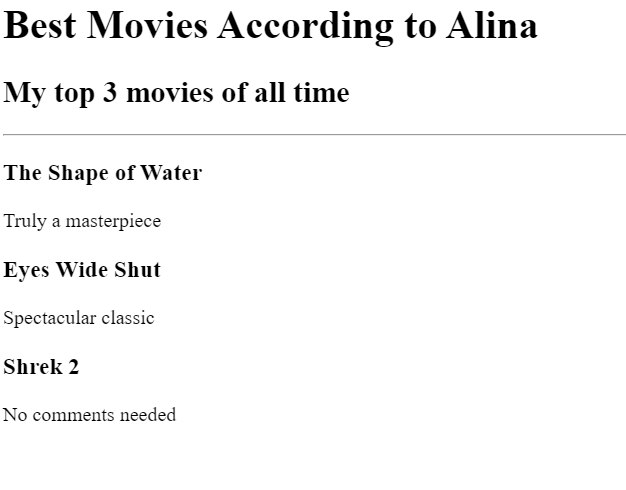 Best Movies According to Alina
My top 3 movies of all time
The Shape of Water
Truly a masterpiece
Eyes Wide Shut
Spectacular classic
Shrek 2
No comments needed